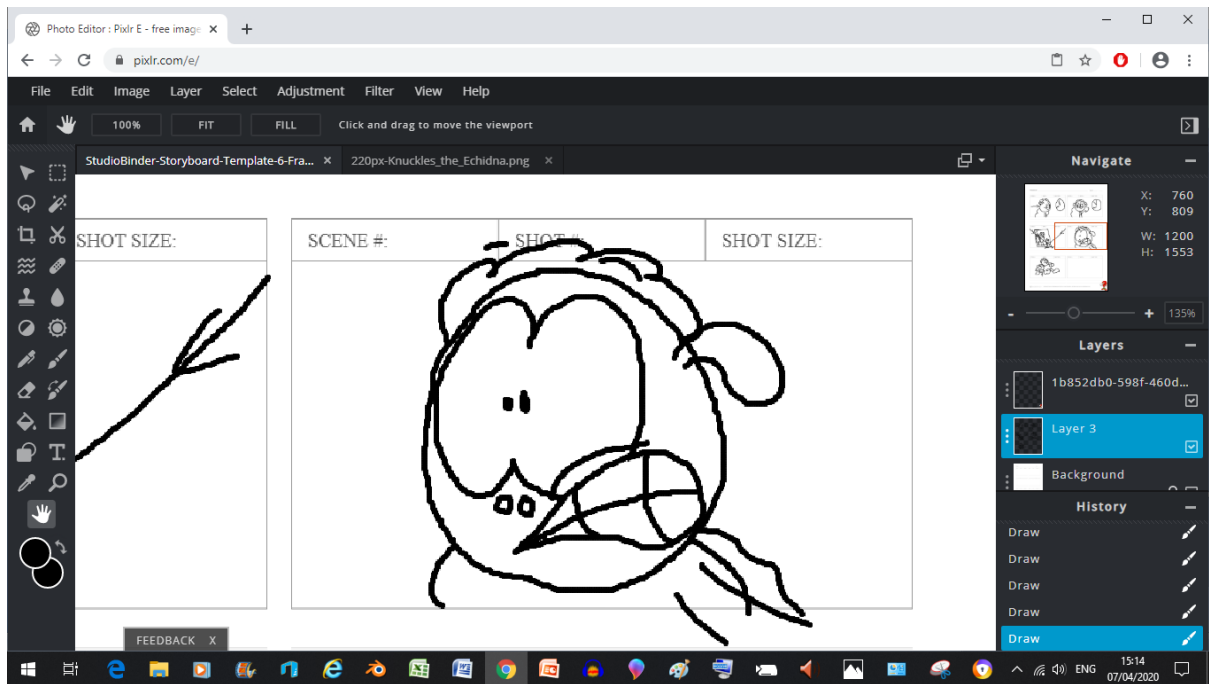 Photo Editor : Pixlr E - free image
pixlr.com/e/
File Edit Image Layer Select Adjustment Filter View Help
100% FIT FILL Click and drag to move the viewport
StudioBinder-Storyboard-Template-6-Fra... × 220px-Knuckles_the_Echidna.png ×
Navigate
X: 760
Y: 809
W: 1200
H: 1553
135%
SHOT SIZE: SCENE #: SHOT #: SHOT SIZE:
Layers
1b852db0-598f-460d...
Layer 3
Background
History
Draw
Draw
Draw
Draw
Draw
FEEDBACK X
ENG
15:14
07/04/2020